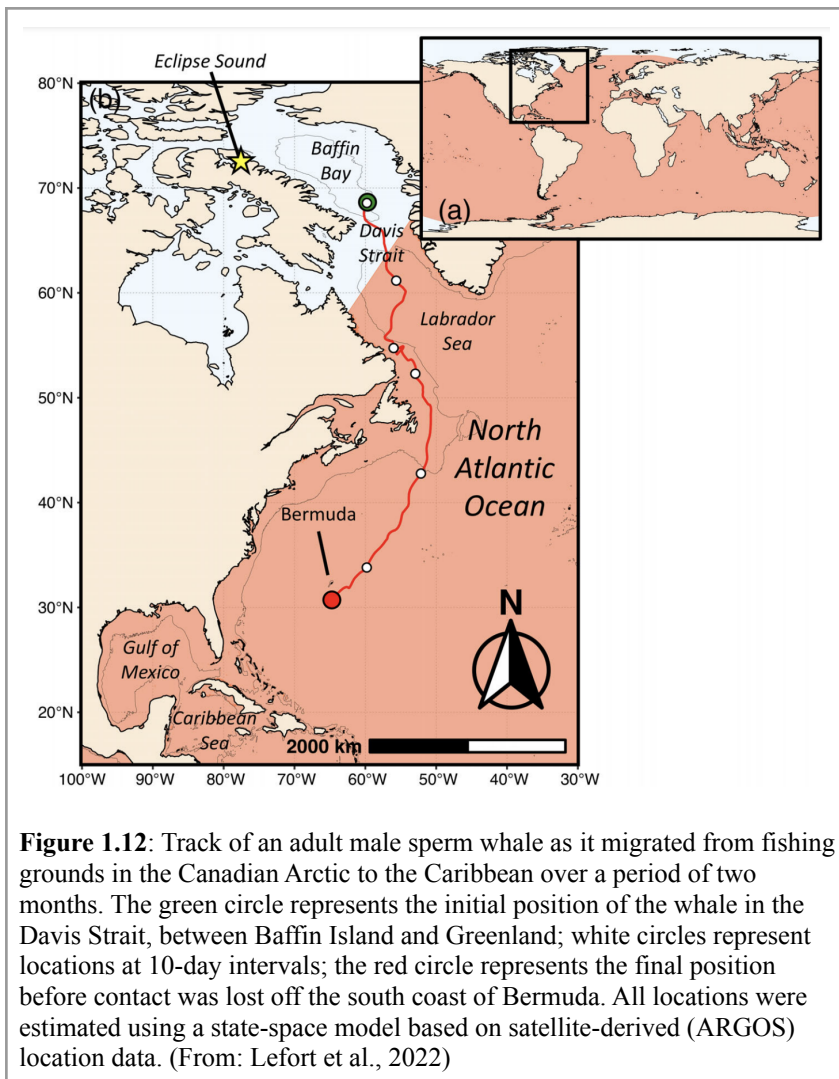 Eclipse Sound
80°N
(b)
Baffin
Bay
(a)
70°N
Davis
Strait
60°N
Labrador
Sea
50°N
North
Atlantic
Ocean
40°N
Bermuda
30°N
N
Gulf of
Mexico
20°N
Caribbean
Sea
2000 km
100°W 90°W 80°W 70°W 60°W 50°W 40°W 30°W
Figure 1.12: Track of an adult male sperm whale as it migrated from fishing
grounds in the Canadian Arctic to the Caribbean over a period of two
months. The green circle represents the initial position of the whale in the
Davis Strait, between Baffin Island and Greenland; white circles represent
locations at 10-day intervals; the red circle represents the final position
before contact was lost off the south coast of Bermuda. All locations were
estimated using a state-space model based on satellite-derived (ARGOS)
location data. (From: Lefort et al., 2022)